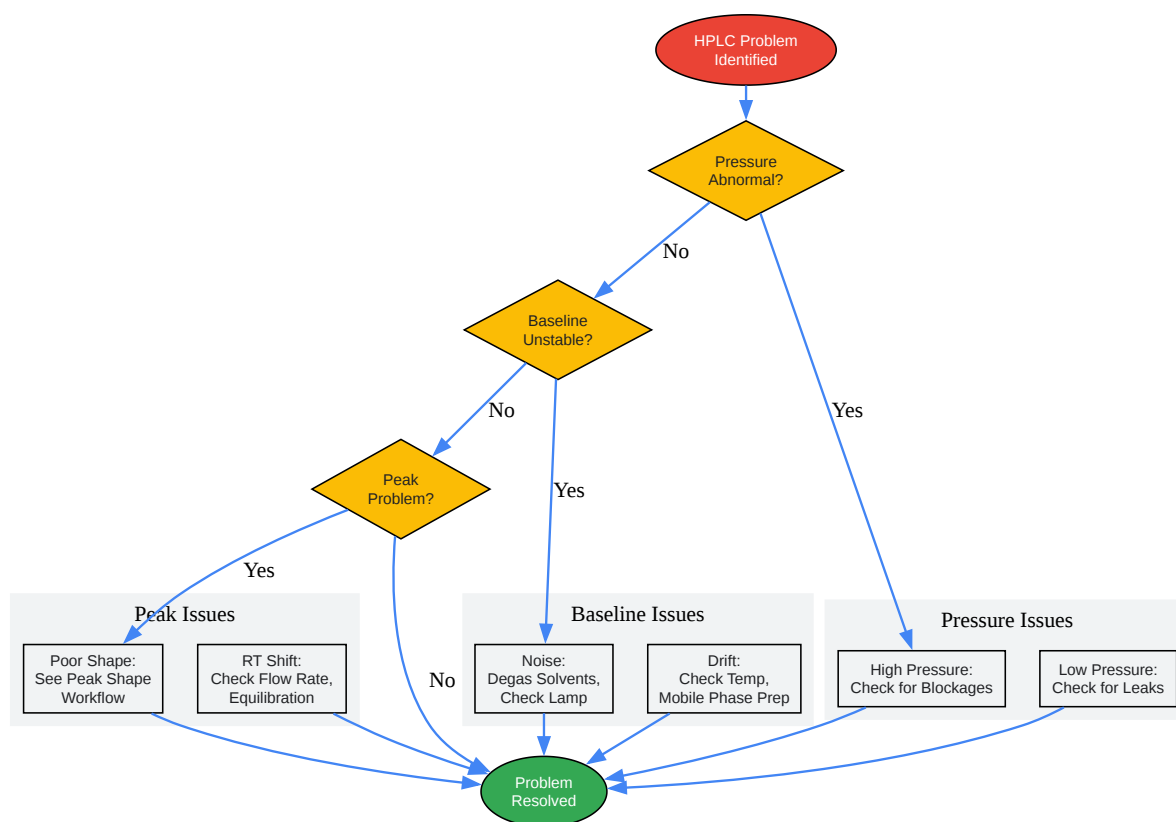 HPLC Problem
Identified
Pressure
Abnormal?
No
Baseline
Unstable?
No
Yes
Yes
Peak
Problem?
Yes
No
Peak Issues
Poor Shape:
See Peak Shape
Workflow
RT Shift:
Check Flow Rate,
Equilibration
Baseline Issues
Noise:
Degas Solvents,
Check Lamp
Drift:
Check Temp,
Mobile Phase Prep
Pressure Issues
High Pressure:
Check for Blockages
Low Pressure:
Check for Leaks
Problem
Resolved